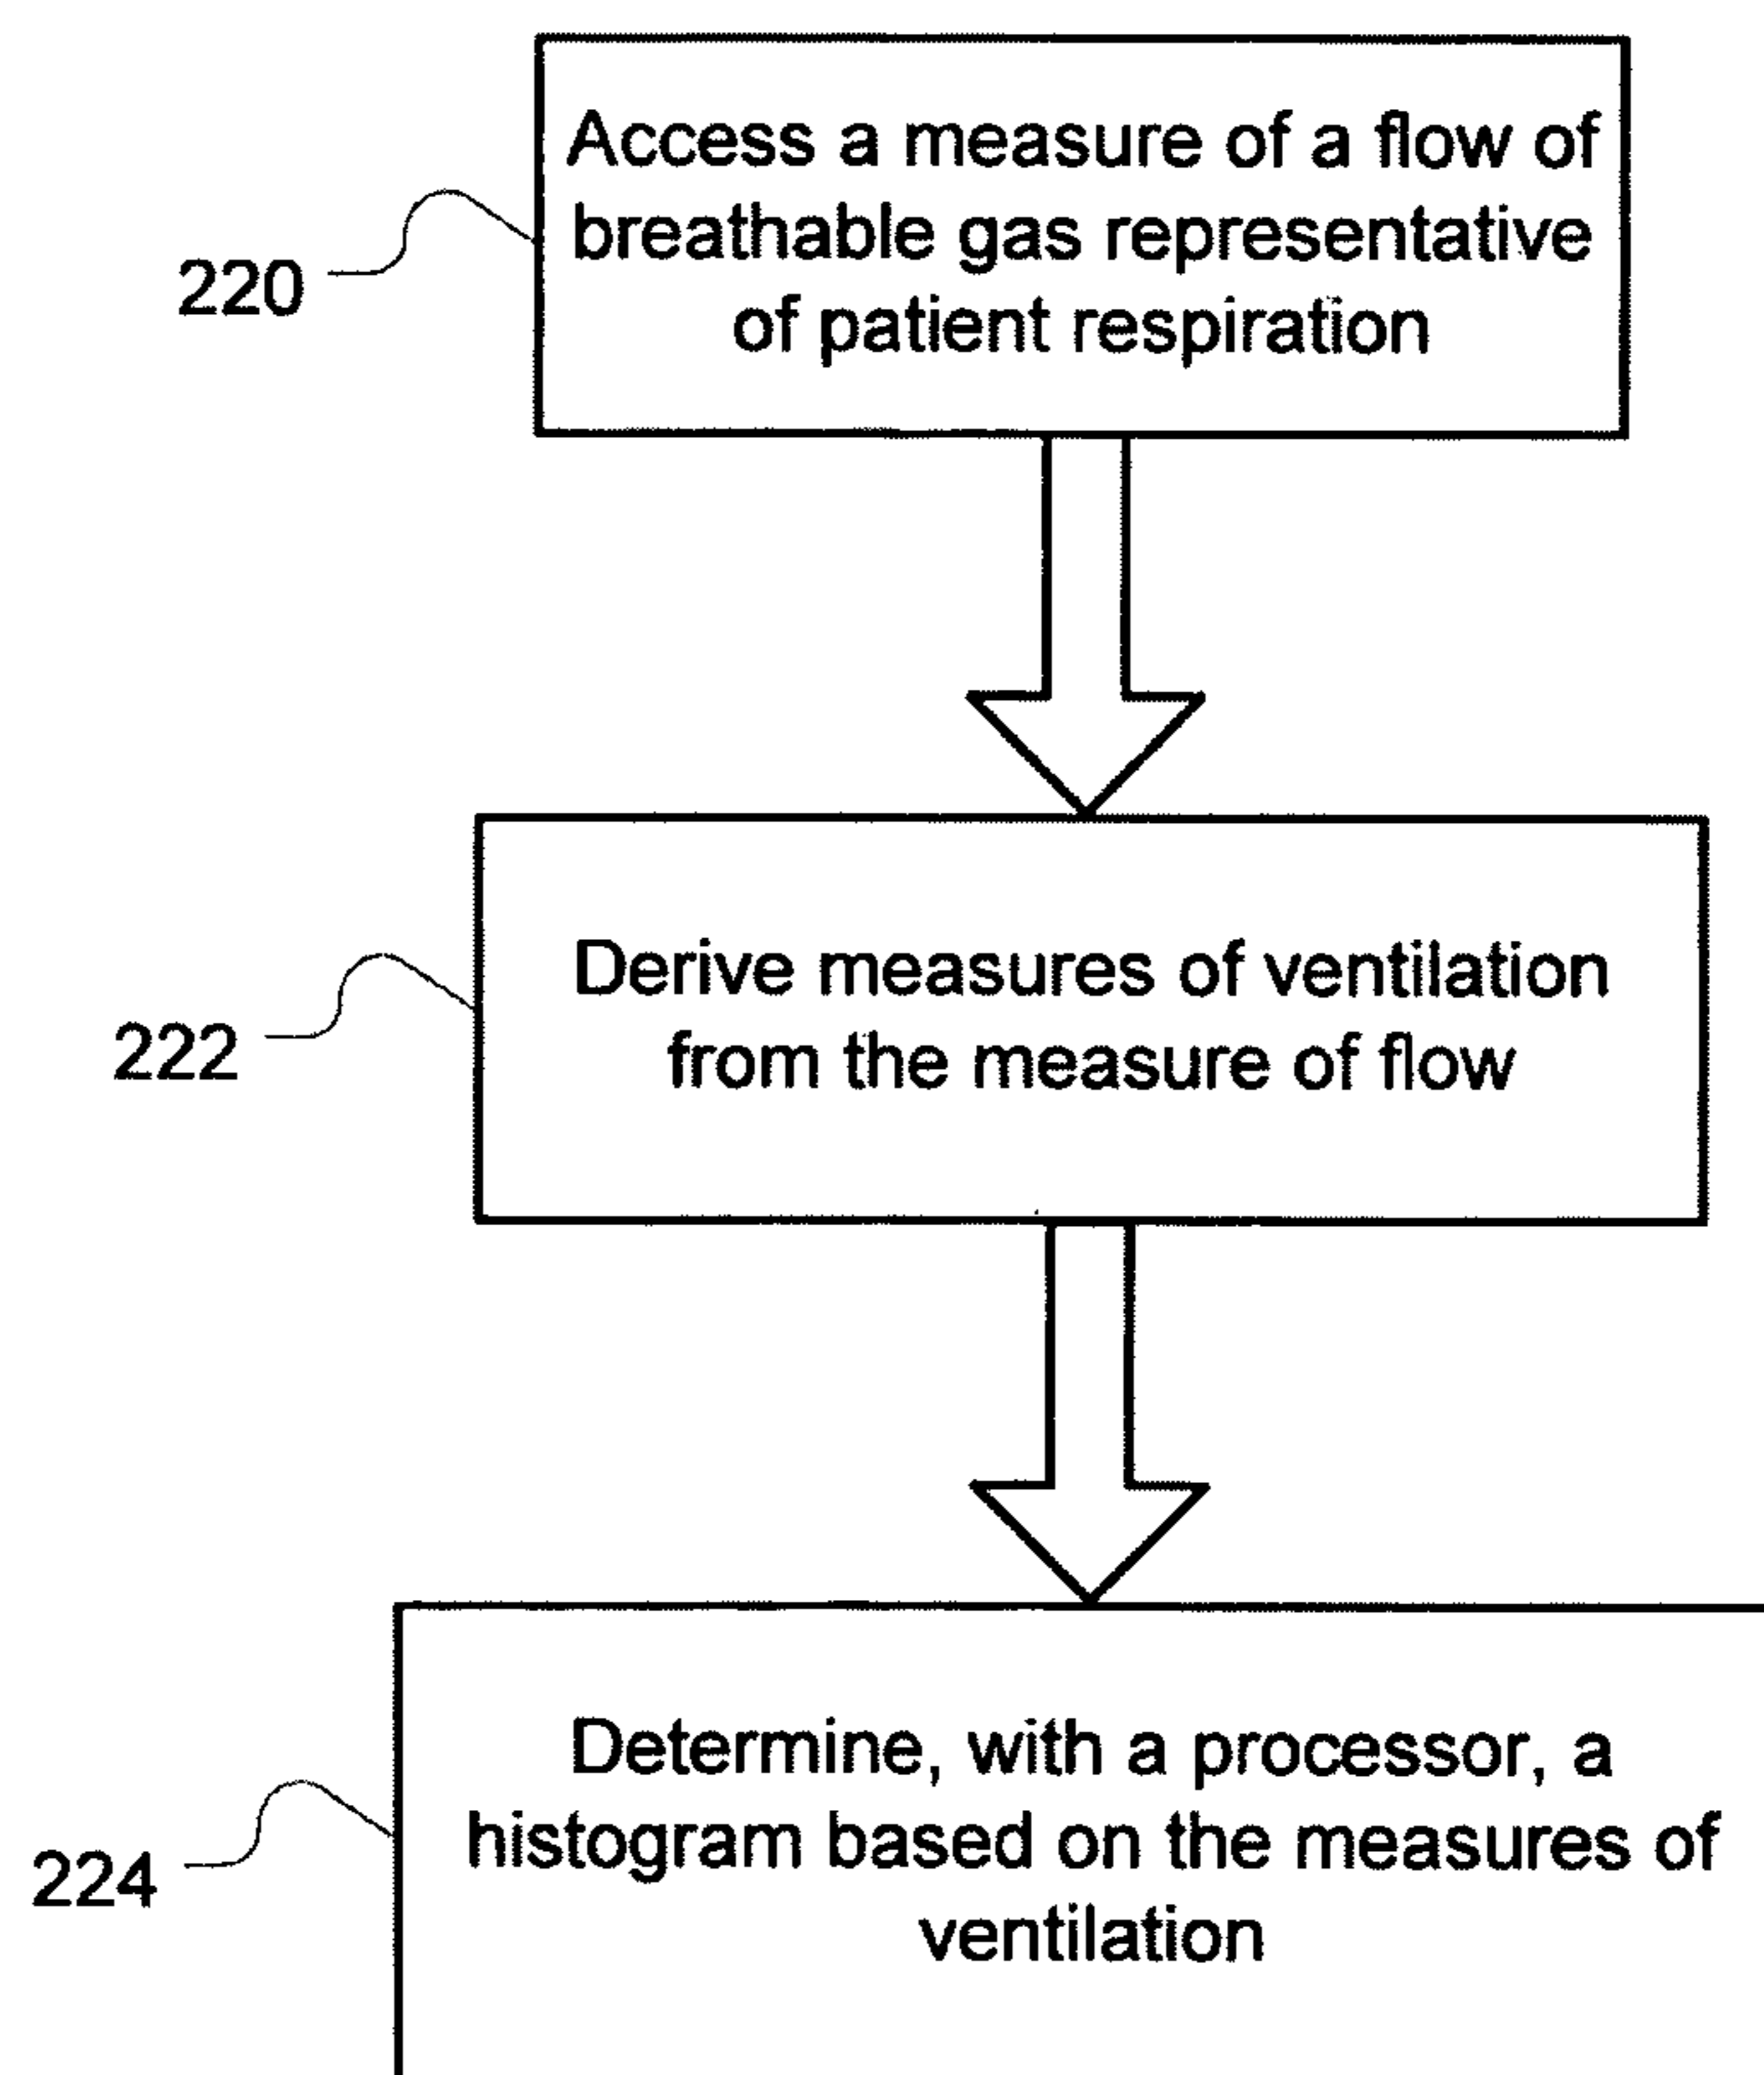 Access a measure of a flow of
breathable gas representative
of patient respiration
220
Derive measures of ventilation
from the measure of flow
222
Determine, with a processor, a
histogram based on the measures of
ventilation
224